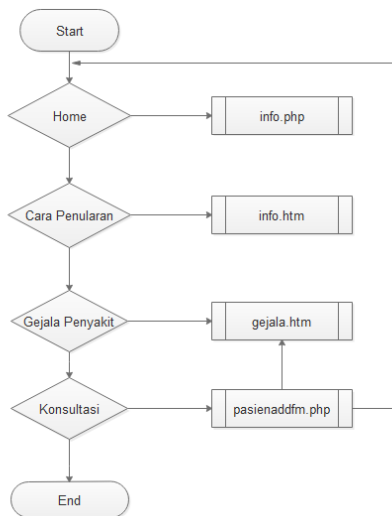 Start
Home
info.php
Cara Penularan
info.htm
Gejala Penyakit
gejala.htm
Konsultasi
pasienaddfm.php
End